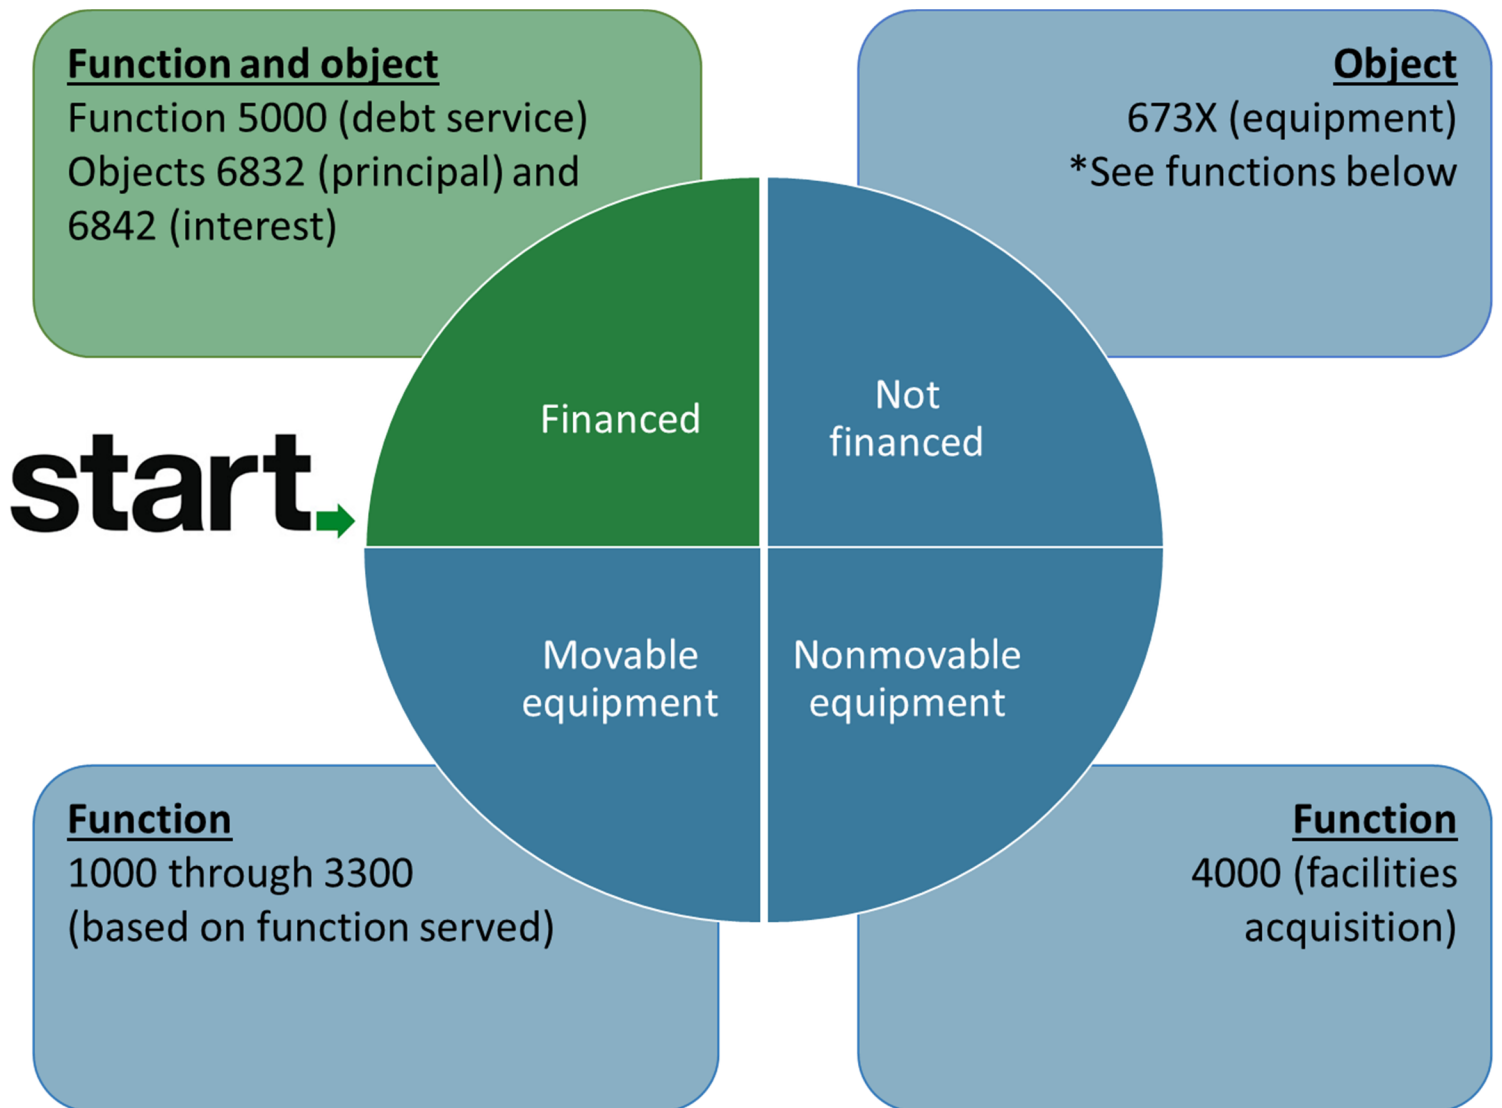 Function and object
Function 5000 (debt service)
Objects 6832 (principal) and
6842 (interest)
Object
673X (equipment)
*See functions below
start.
Financed
Not
financed
Movable
equipment
Nonmovable
equipment
Function
1000 through 3300
(based on function served)
Function
4000 (facilities
acquisition)